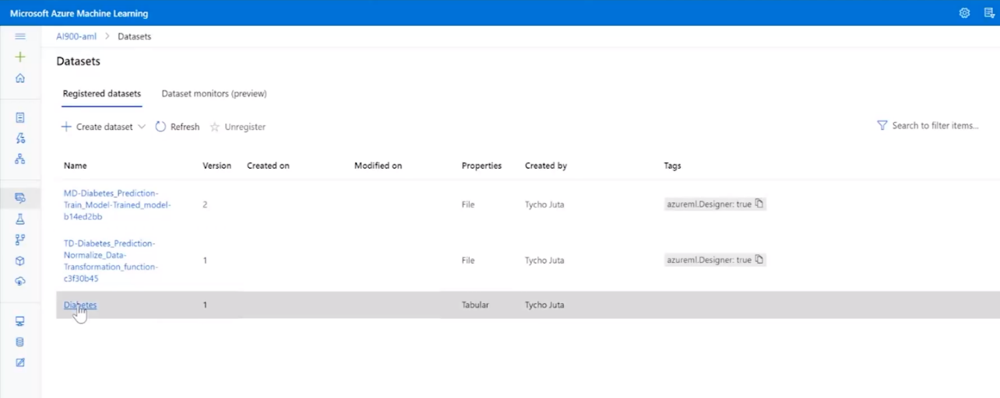 Microsoft Azure Machine Learning
AI900-aml > Datasets
Datasets
Registered datasets Dataset monitors (preview)
Create dataset Refresh Unregister Search to filter items...
Name Version Created on Modified on Properties Created by Tags
MD-Diabetes_Prediction-
Train_Model-Trained_model-
b14ed2bb
2 File Tycho Juta azureml.Designer: true
TD-Diabetes_Prediction-
Normalize_Data-
Transformation_function-
c3f30b45
1 File Tycho Juta azureml.Designer: true
Diabetes 1 Tabular Tycho Juta